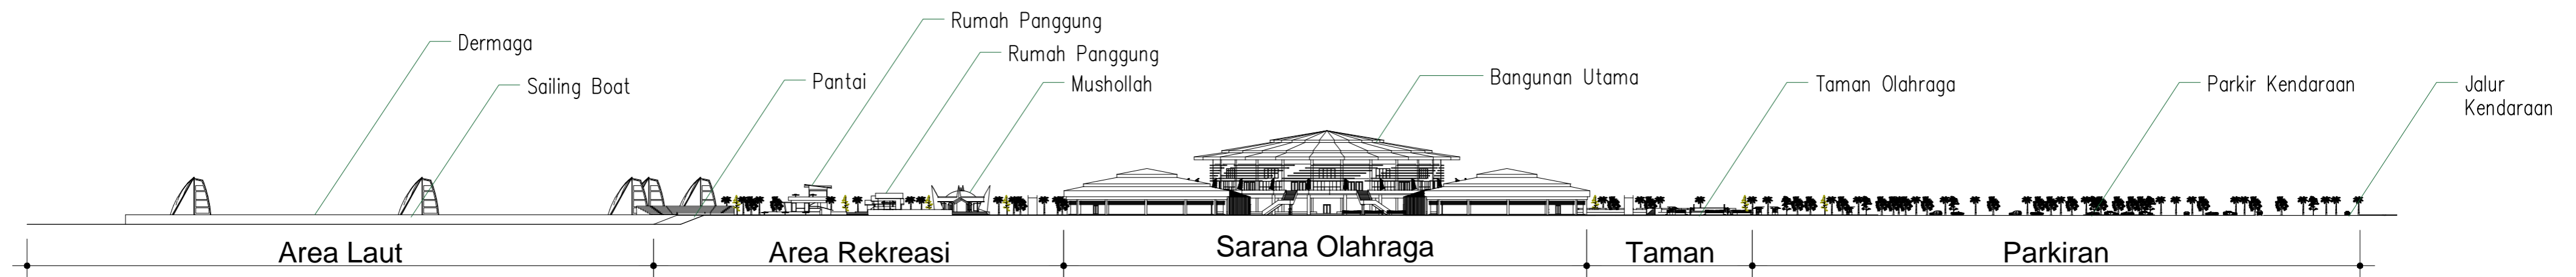 Rumah Panggung
Dermaga
Rumah Panggung
Sailing Boat
Pantai
Mushollah
Bangunan Utama
Taman Olahraga
Parkir Kendaraan
Jalur
Kendaraan
Area Laut
Area Rekreasi
Sarana Olahraga
Taman
Parkiran